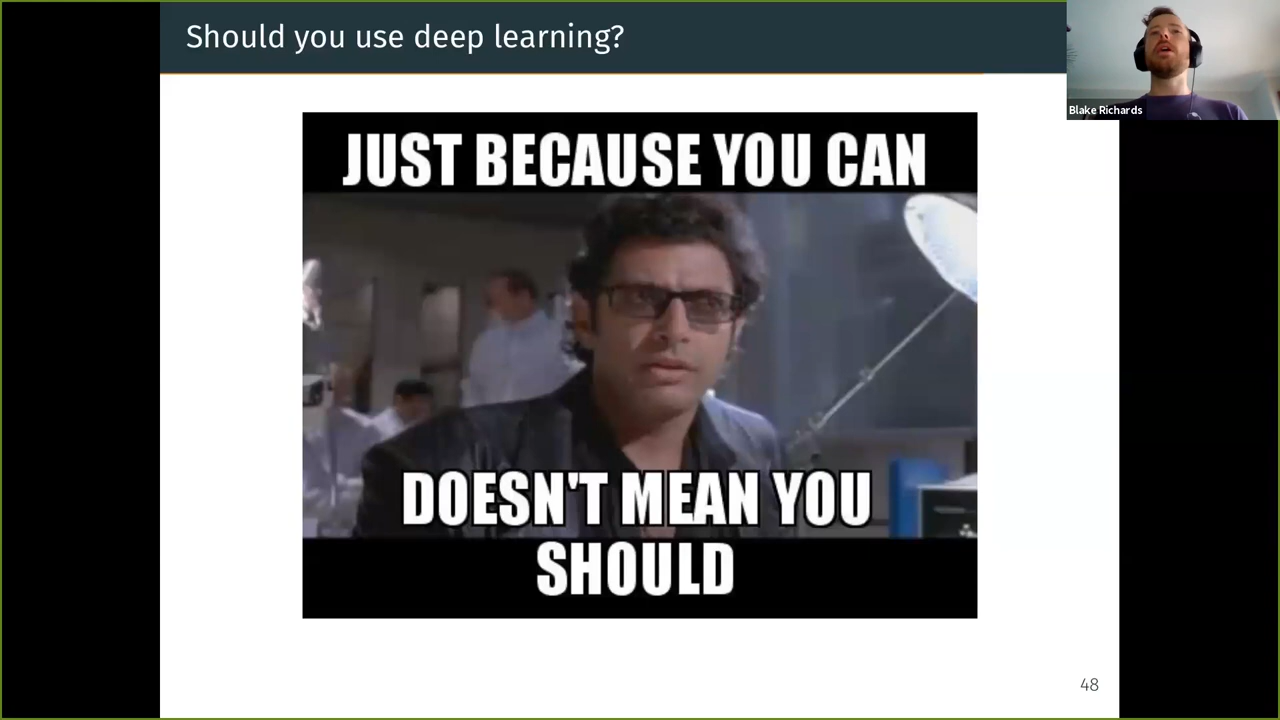 Should you use deep learning?
Blake Richards
JUST BECAUSE YOU CAN
DOESN'T MEAN YOU
SHOULD
48